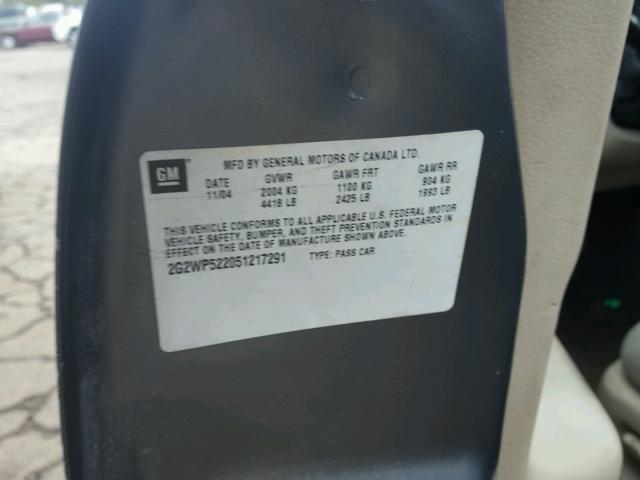 MFD BY GENERAL MOTORS OF CANADA LTD.
GM
DATE GVWR GAWR FRT GAWR RR
11/04 2004 KG 1100 KG 904 KG
4418 LB 2425 LB 1993 LB
THIS VEHICLE CONFORMS TO ALL APPLICABLE U.S. FEDERAL MOTOR
VEHICLE SAFETY, BUMPER, AND THEFT PREVENTION STANDARDS IN
EFFECT ON THE DATE OF MANUFACTURE SHOWN ABOVE.
2G2WP522051217291 TYPE: PASS CAR